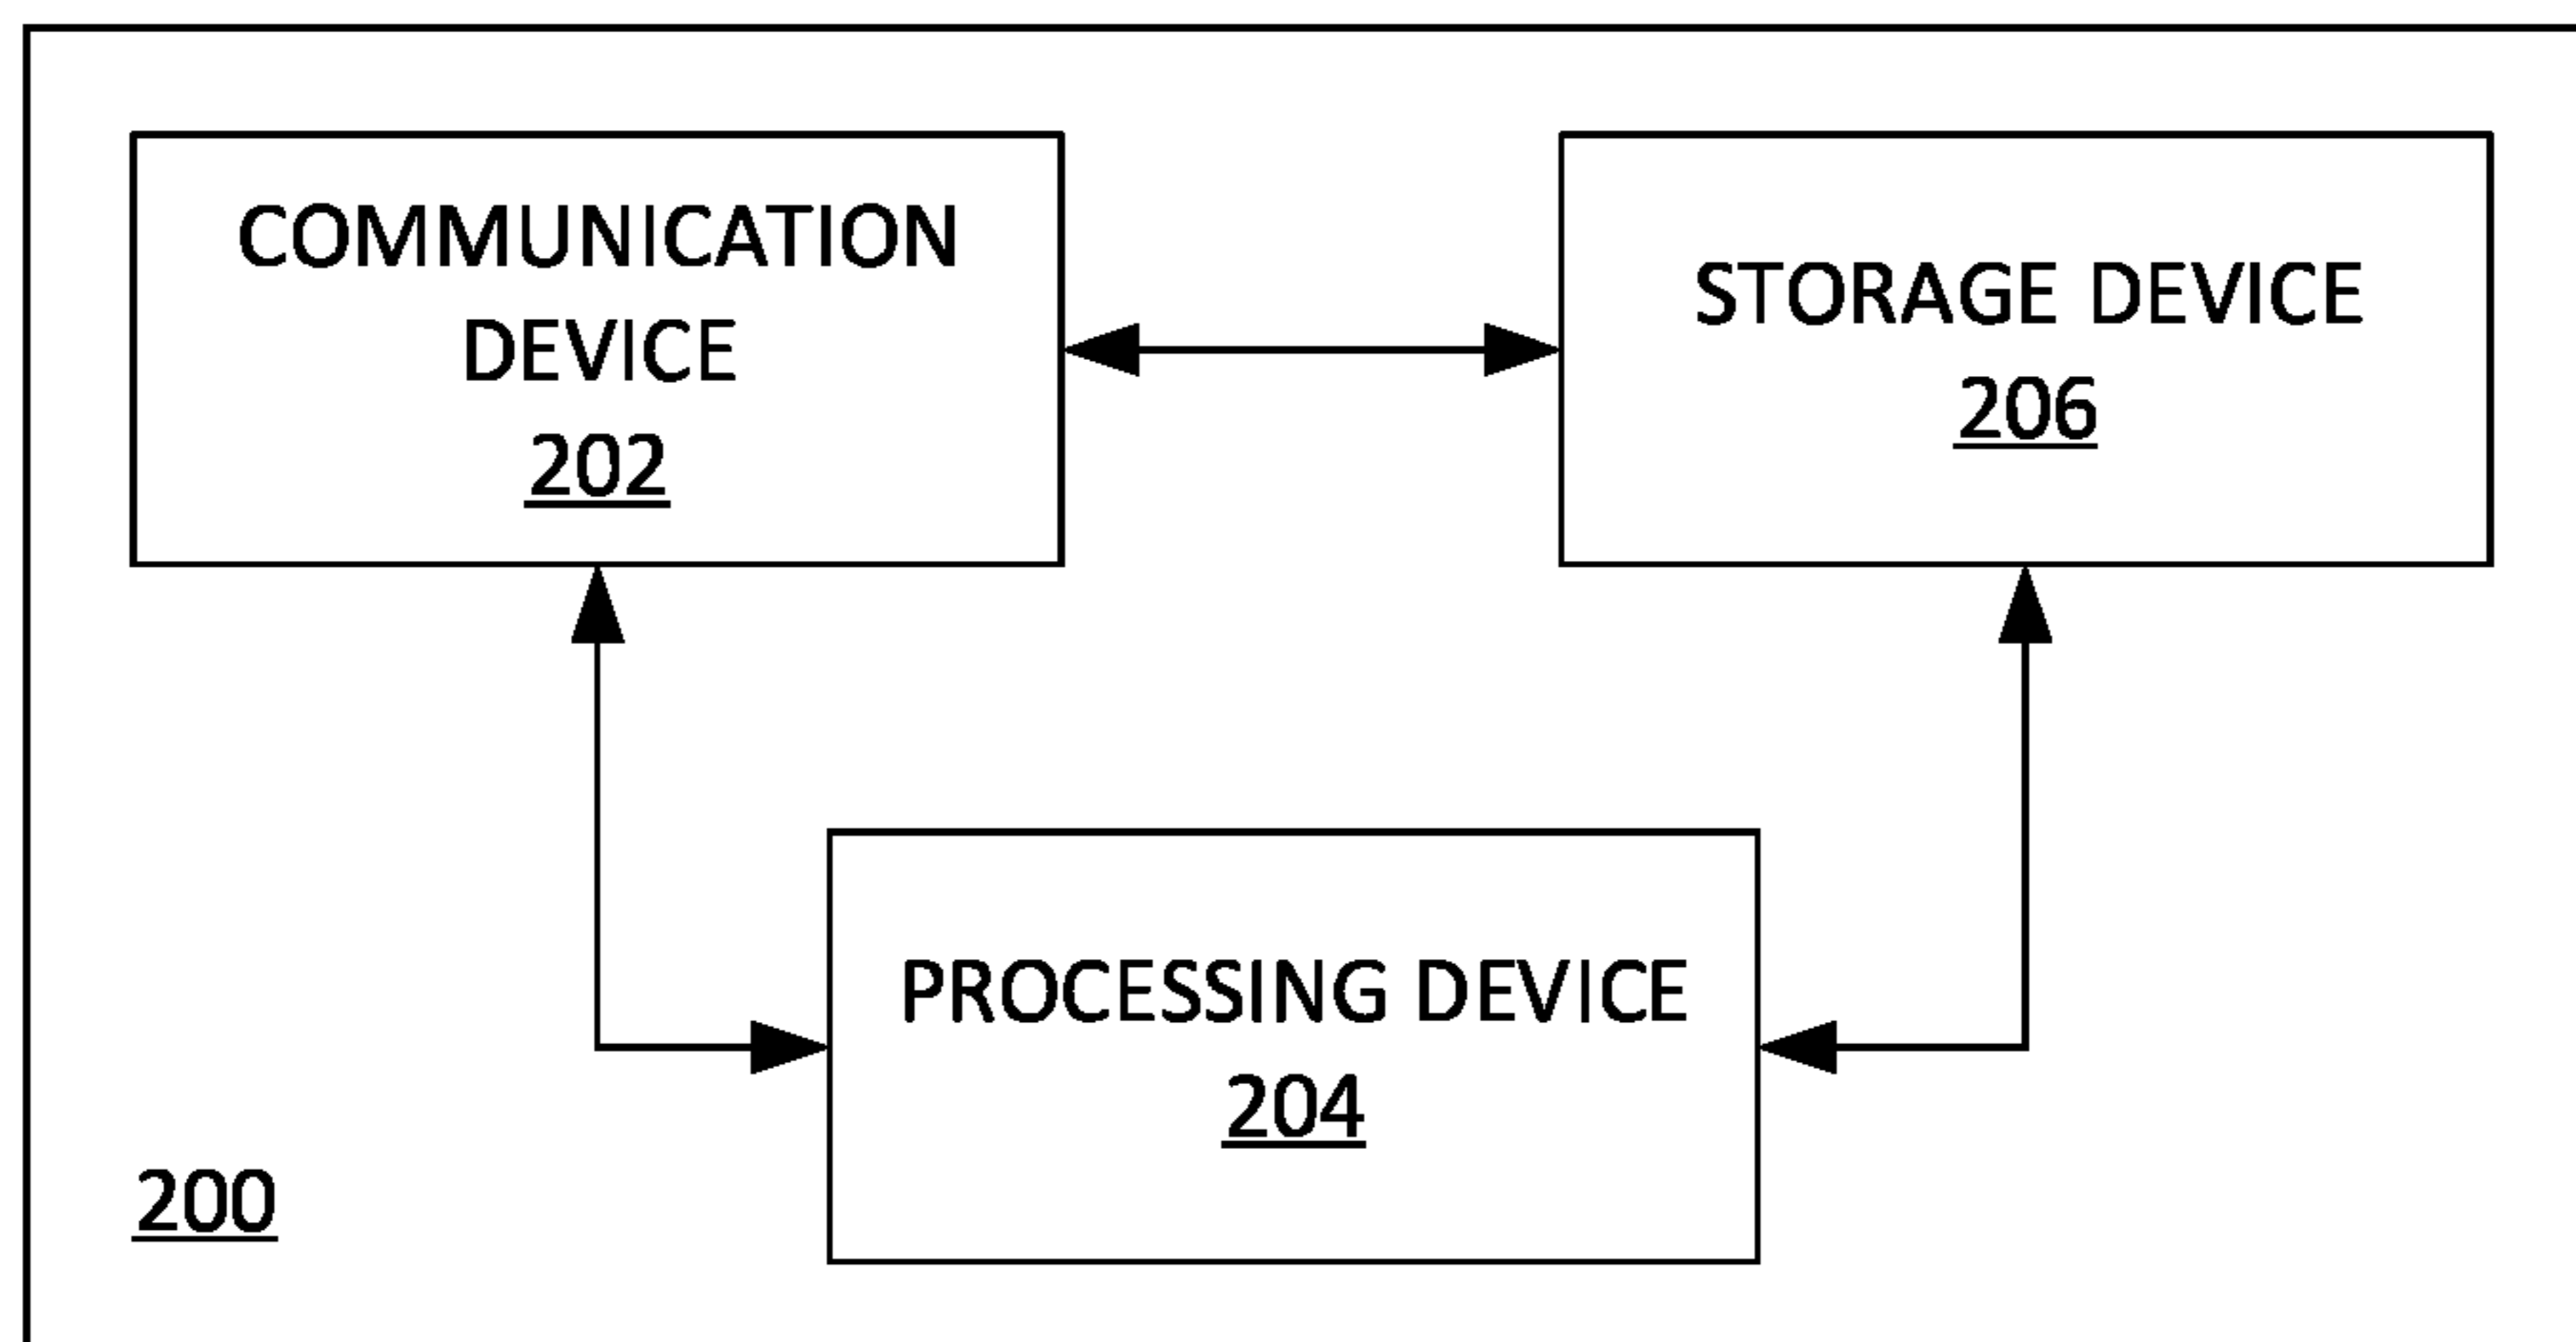 COMMUNICATION
DEVICE
202
STORAGE DEVICE
206
PROCESSING DEVICE
204
200